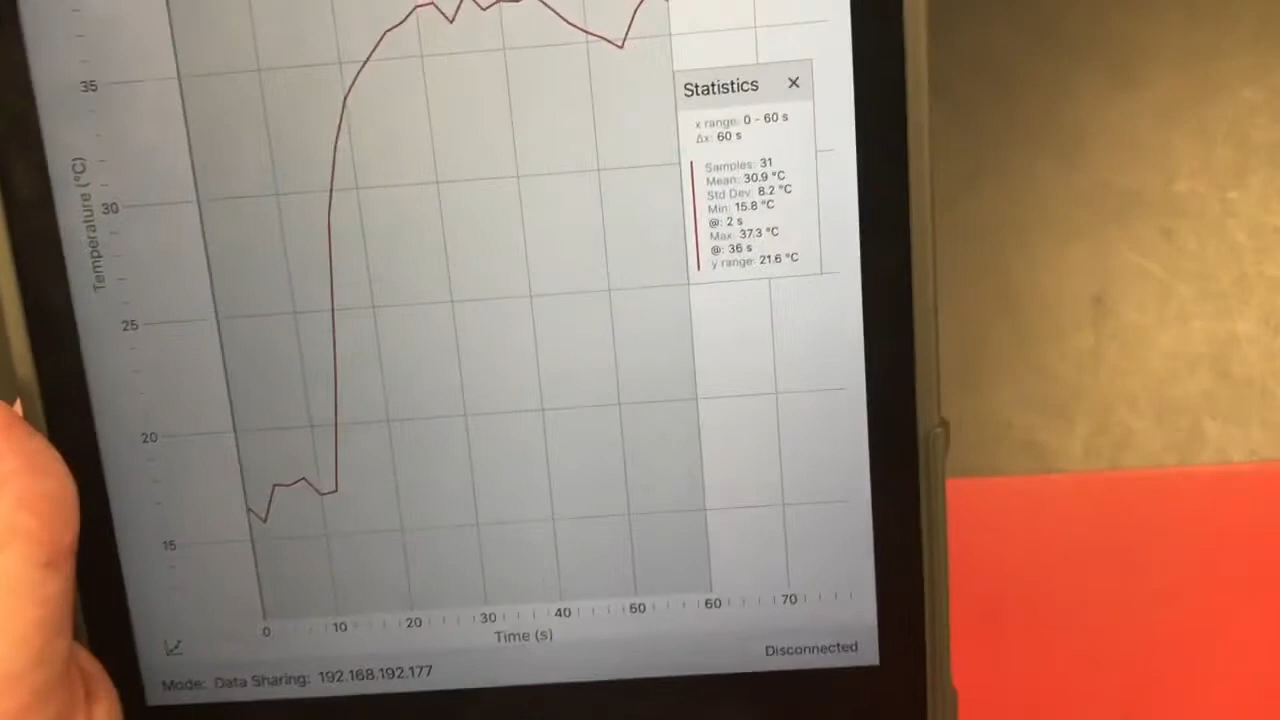 Statistics ×
x range: 0 - 60 s
Δx: 60 s
Samples: 31
Mean: 30.9 °C
Std Dev: 8.2 °C
Min: 15.8 °C
@: 2 s
Max: 37.3 °C
@: 36 s
y range: 21.6 °C
Temperature (°C)
35
30
25
20
15
0 10 20 30 40 50 60 70
Time (s)
Disconnected
Mode: Data Sharing: 192.168.192.177